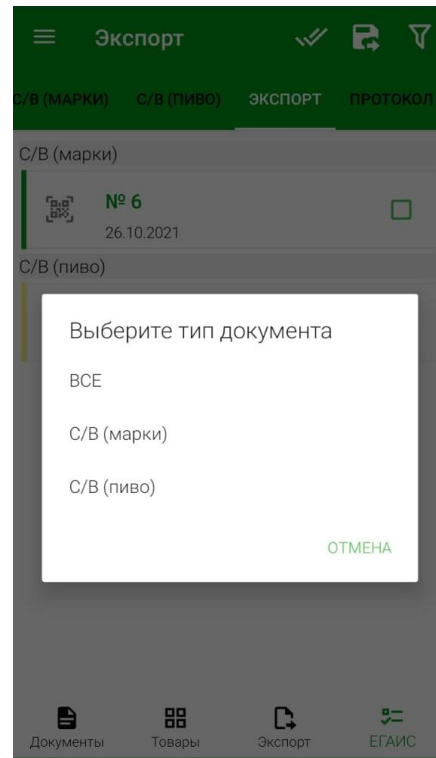 Экспорт
С/В (МАРКИ) С/В (ПИВО) ЭКСПОРТ ПРОТОКОЛ
С/В (марки)
№ 6
26.10.2021
С/В (пиво)
Выберите тип документа
ВСЕ
С/В (марки)
С/В (пиво)
ОТМЕНА
Документы Товары Экспорт ЕГАИС